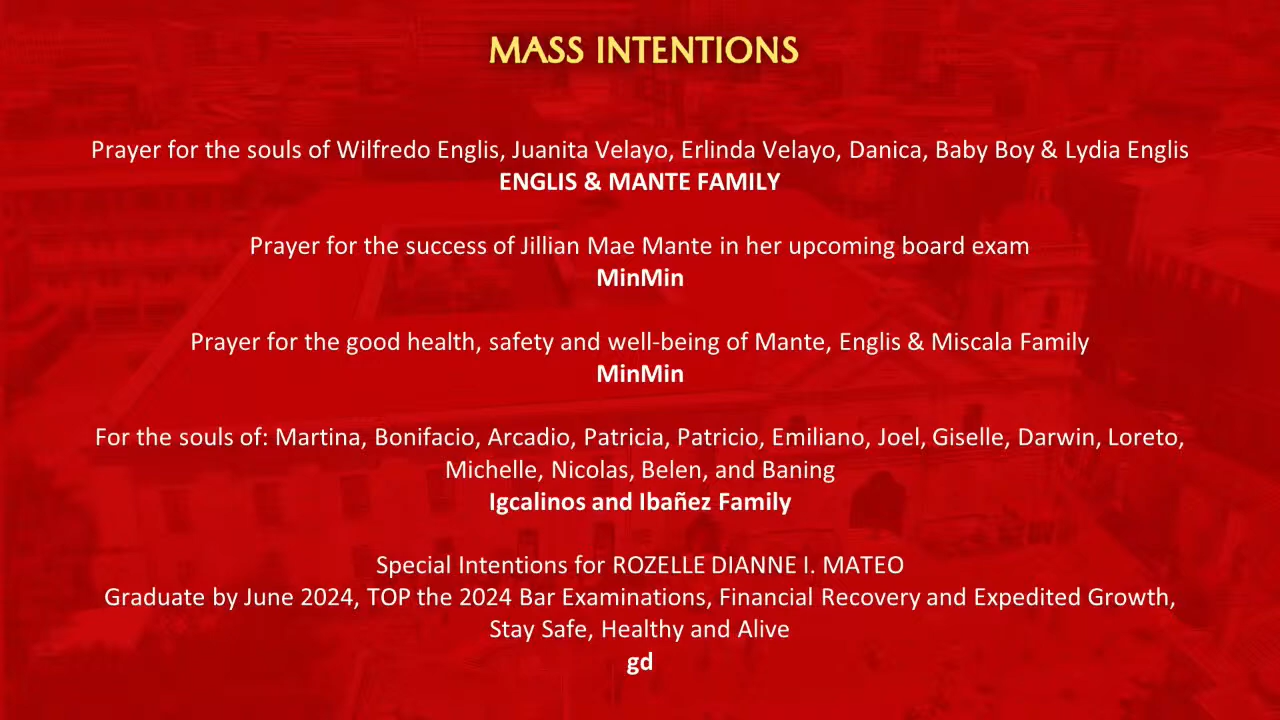 MASS INTENTIONS
Prayer for the souls of Wilfredo Englis, Juanita Velayo, Erlinda Velayo, Danica, Baby Boy & Lydia Englis
ENGLIS & MANTE FAMILY
Prayer for the success of Jillian Mae Mante in her upcoming board exam
MinMin
Prayer for the good health, safety and well-being of Mante, Englis & Miscala Family
MinMin
For the souls of: Martina, Bonifacio, Arcadio, Patricia, Patricio, Emiliano, Joel, Giselle, Darwin, Loreto,
Michelle, Nicolas, Belen, and Baning
Igcalinos and Ibañez Family
Special Intentions for ROZELLE DIANNE I. MATEO
Graduate by June 2024, TOP the 2024 Bar Examinations, Financial Recovery and Expedited Growth,
Stay Safe, Healthy and Alive
gd